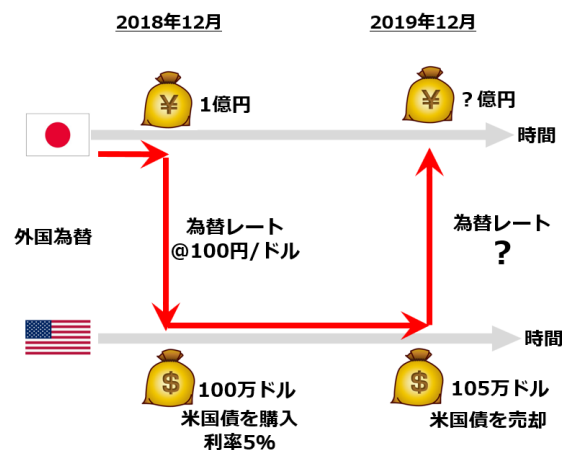 2018年12月
2019年12月
¥
1億円
¥
？億円
時間
外国為替
為替レート
@100円/ドル
為替レート
？
時間
$
100万ドル
米国債を購入
利率5%
$
105万ドル
米国債を売却